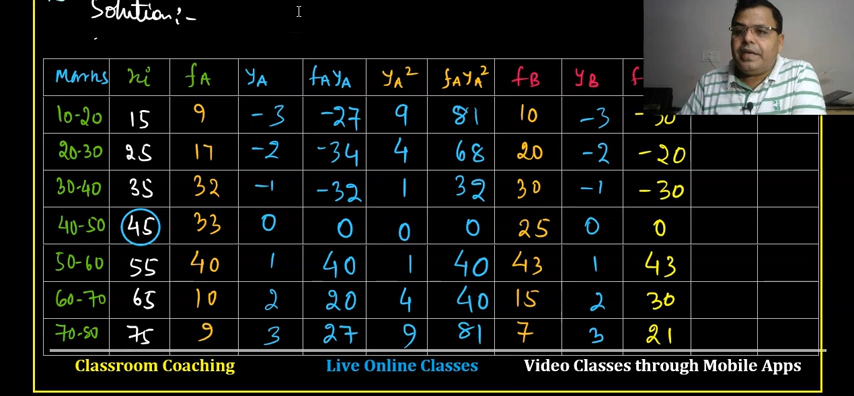 Solution:-
Marks xi fA yA fAyA yA² fAyA² fB yB f
10-20 15 9 -3 -27 9 81 10 -3 -30
20-30 25 17 -2 -34 4 68 20 -2 -20
30-40 35 32 -1 -32 1 32 30 -1 -30
40-50 45 33 0 0 0 0 25 0 0
50-60 55 40 1 40 1 40 43 1 43
60-70 65 10 2 20 4 40 15 2 30
70-80 75 9 3 27 9 81 7 3 21
Classroom Coaching Live Online Classes Video Classes through Mobile Apps